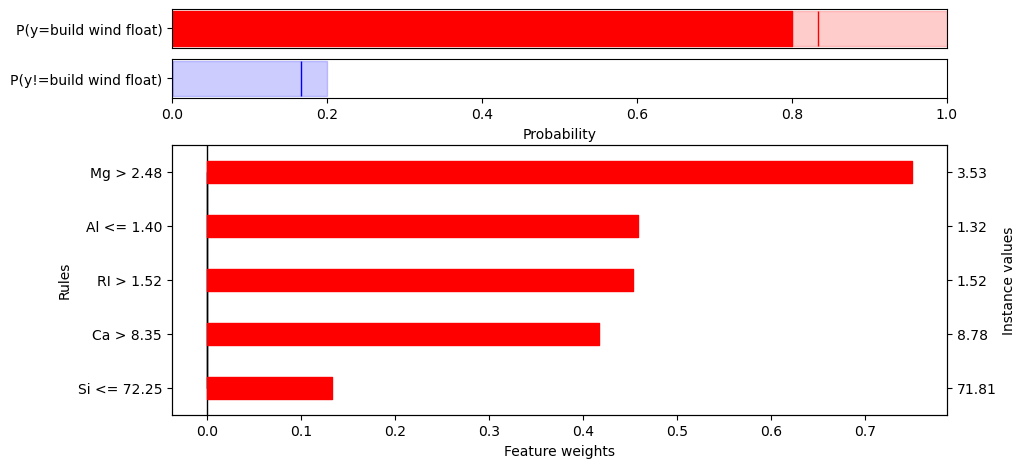 P(y=build wind float)
P(y!=build wind float)
0.0 0.2 0.4 0.6 0.8 1.0
Probability
Mg > 2.48 3.53
Al <= 1.40 1.32
RI > 1.52 1.52
Ca > 8.35 8.78
Si <= 72.25 71.81
Rules
Instance values
0.0 0.1 0.2 0.3 0.4 0.5 0.6 0.7
Feature weights